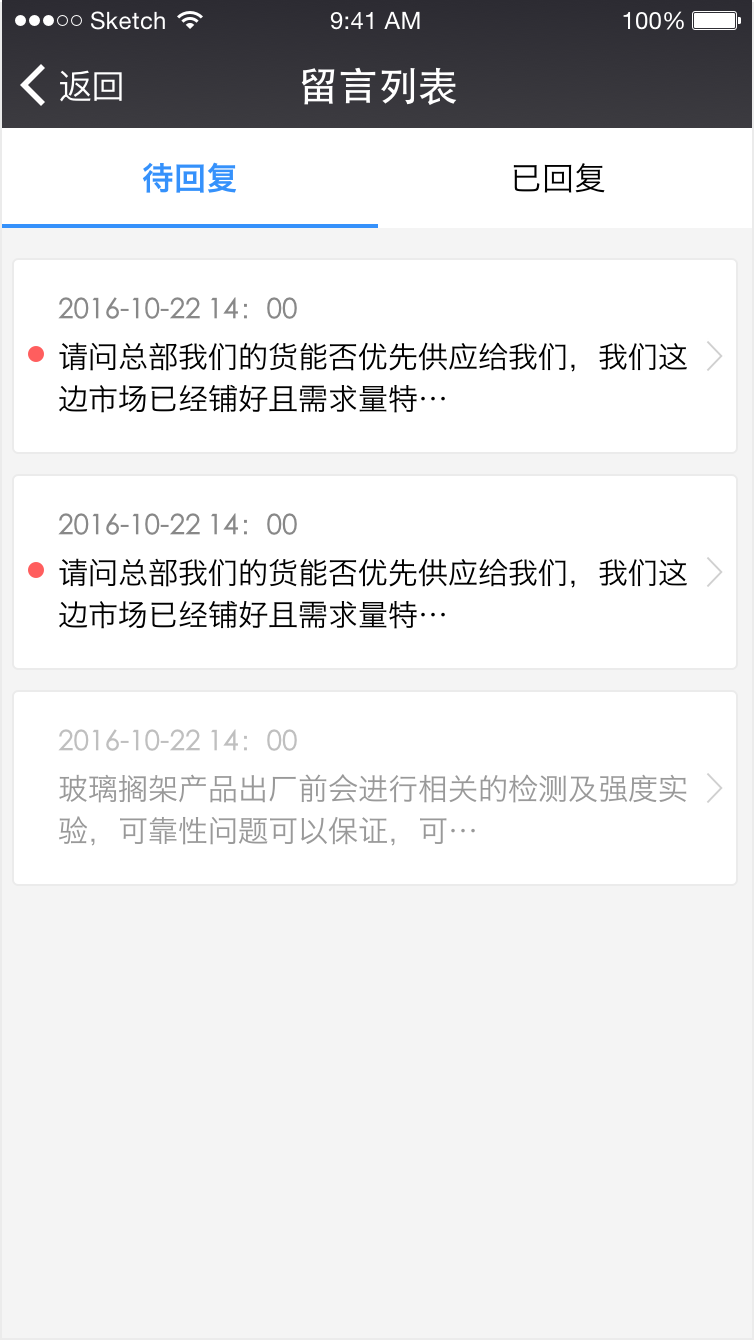 Sketch 9:41 AM 100%
返回 留言列表
待回复 已回复
2016-10-22 14：00
请问总部我们的货能否优先供应给我们，我们这
边市场已经铺好且需求量特…
2016-10-22 14：00
请问总部我们的货能否优先供应给我们，我们这
边市场已经铺好且需求量特…
2016-10-22 14：00
玻璃搁架产品出厂前会进行相关的检测及强度实
验，可靠性问题可以保证，可…